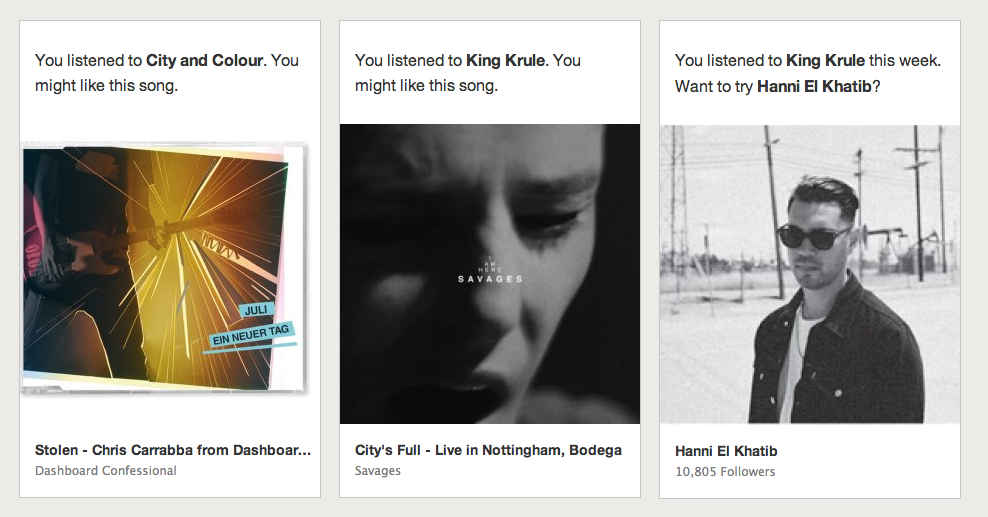 You listened to City and Colour. You
might like this song.
JULI
EIN NEUER TAG
Stolen - Chris Carrabba from Dashboar...
Dashboard Confessional
You listened to King Krule. You
might like this song.
I
AM
HERE
SAVAGES
City's Full - Live in Nottingham, Bodega
Savages
You listened to King Krule this week.
Want to try Hanni El Khatib?
Hanni El Khatib
10,805 Followers